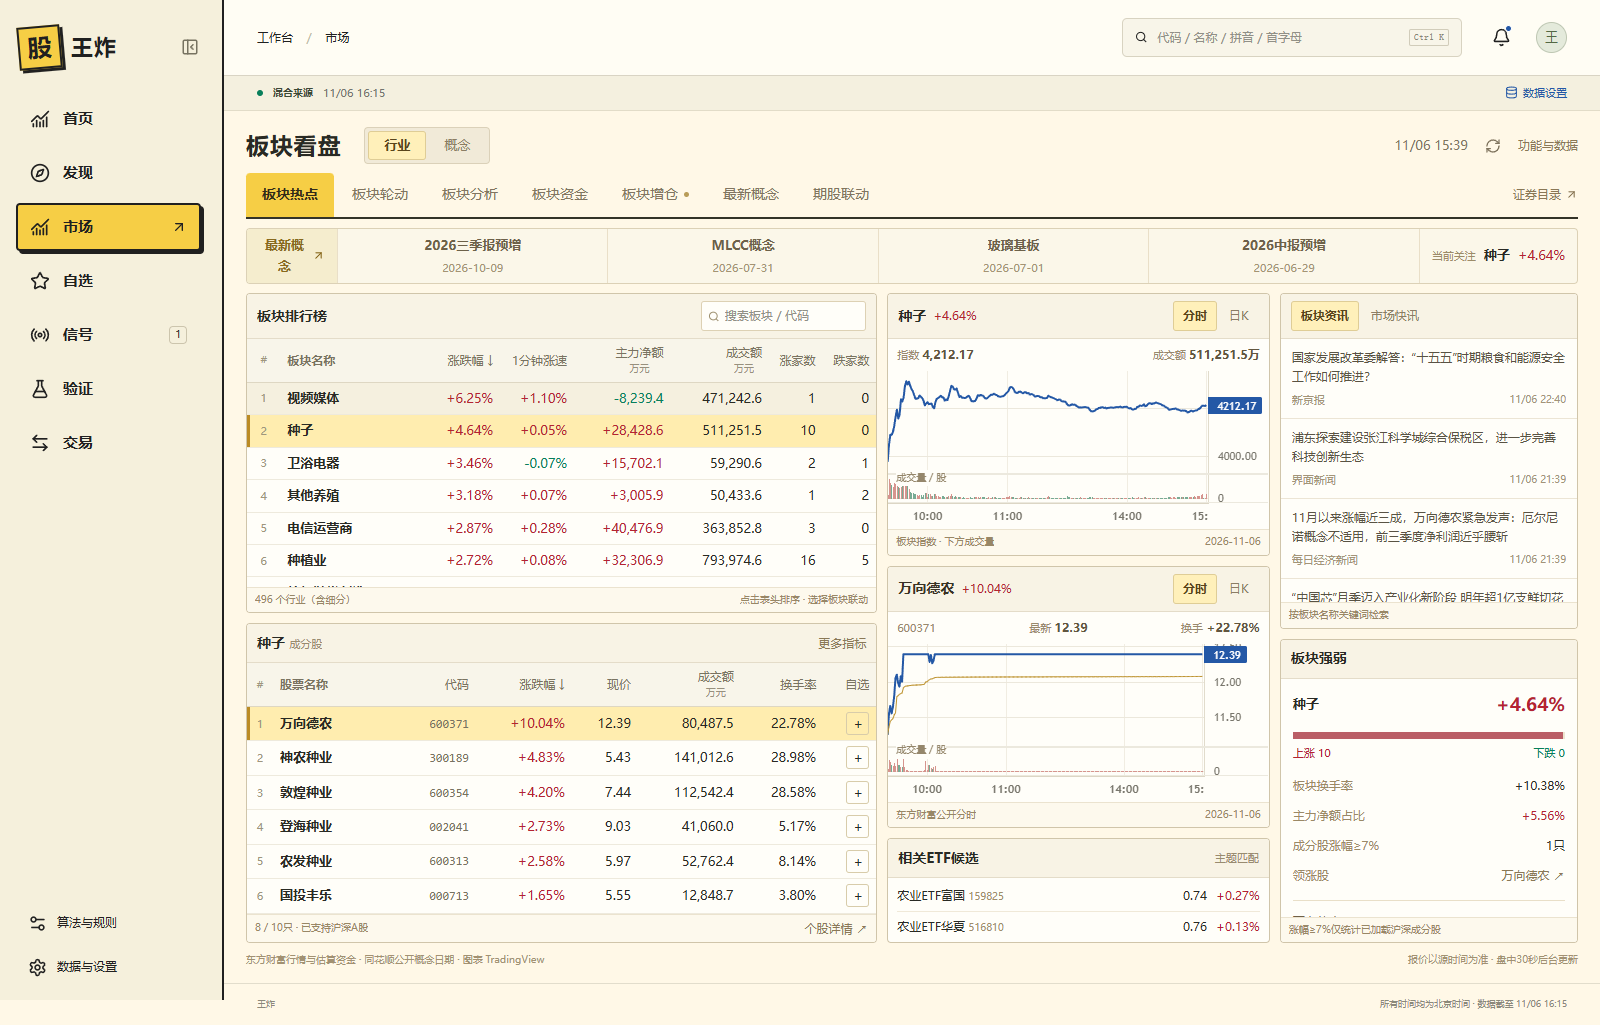 股 王炸
首页
发现
市场
自选
信号 1
验证
交易
算法与规则
数据与设置
工作台 / 市场
代码 / 名称 / 拼音 / 首字母 Ctrl K
王
混合来源 11/06 16:15
数据设置
板块看盘 行业 概念
11/06 15:39 功能与数据
板块热点 板块轮动 板块分析 板块资金 板块增仓 最新概念 期股联动
证券目录
最新概念
2026三季报预增
2026-10-09
MLCC概念
2026-07-31
玻璃基板
2026-07-01
2026中报预增
2026-06-29
当前关注 种子 +4.64%
板块排行榜 搜索板块 / 代码
# 板块名称 涨跌幅↓ 1分钟涨速 主力净额 万元 成交额 万元 涨家数 跌家数
1 视频媒体 +6.25% +1.10% -8,239.4 471,242.6 1 0
2 种子 +4.64% +0.05% +28,428.6 511,251.5 10 0
3 卫浴电器 +3.46% -0.07% +15,702.1 59,290.6 2 1
4 其他养殖 +3.18% +0.07% +3,005.9 50,433.6 1 2
5 电信运营商 +2.87% +0.28% +40,476.9 363,852.8 3 0
6 种植业 +2.72% +0.08% +32,306.9 793,974.6 16 5
496 个行业（含细分） 点击表头排序 · 选择板块联动
种子 成分股 更多指标
# 股票名称 代码 涨跌幅↓ 现价 成交额 万元 换手率 自选
1 万向德农 600371 +10.04% 12.39 80,487.5 22.78% +
2 神农种业 300189 +4.83% 5.43 141,012.6 28.98% +
3 敦煌种业 600354 +4.20% 7.44 112,542.4 28.58% +
4 登海种业 002041 +2.73% 9.03 41,060.0 5.17% +
5 农发种业 600313 +2.58% 5.97 52,762.4 8.14% +
6 国投丰乐 000713 +1.65% 5.55 12,848.7 3.80% +
8 / 10只 · 已支持沪深A股 个股详情 ↗
种子 +4.64% 分时 日K
指数 4,212.17 成交额 511,251.5万
4212.17
4000.00
成交量 / 股
0
10:00 11:00 14:00 15:
板块指数 · 下方成交量 2026-11-06
万向德农 +10.04% 分时 日K
600371 最新 12.39 换手 +22.78%
12.39
12.00
11.50
成交量 / 股
0
10:00 11:00 14:00 15:
东方财富公开分时 2026-11-06
相关ETF候选 主题匹配
农业ETF富国 159825 0.74 +0.27%
农业ETF华夏 516810 0.76 +0.13%
板块资讯 市场快讯
国家发展改革委解答：“十五五”时期粮食和能源安全
工作如何推进？
新京报 11/06 22:40
浦东探索建设张江科学城综合保税区，进一步完善
科技创新生态
界面新闻 11/06 21:39
11月以来涨幅近三成，万向德农紧急发声：厄尔尼
诺概念不适用，前三季度净利润近乎腰斩
每日经济新闻 11/06 21:39
“中国芯”月季迈入产业化新阶段 明年超1亿支鲜切花
按板块名称关键词检索
板块强弱
种子 +4.64%
上涨 10 下跌 0
板块换手率 +10.38%
主力净额占比 +5.56%
成分股涨幅≥7% 1只
领涨股 万向德农 ↗
涨幅≥7%仅统计已加载沪深成分股
东方财富行情与估算资金 · 同花顺公开概念日期 · 图表 TradingView
报价以源时间为准 · 盘中30秒后台更新
王炸
所有时间均为北京时间 · 数据截至 11/06 16:15